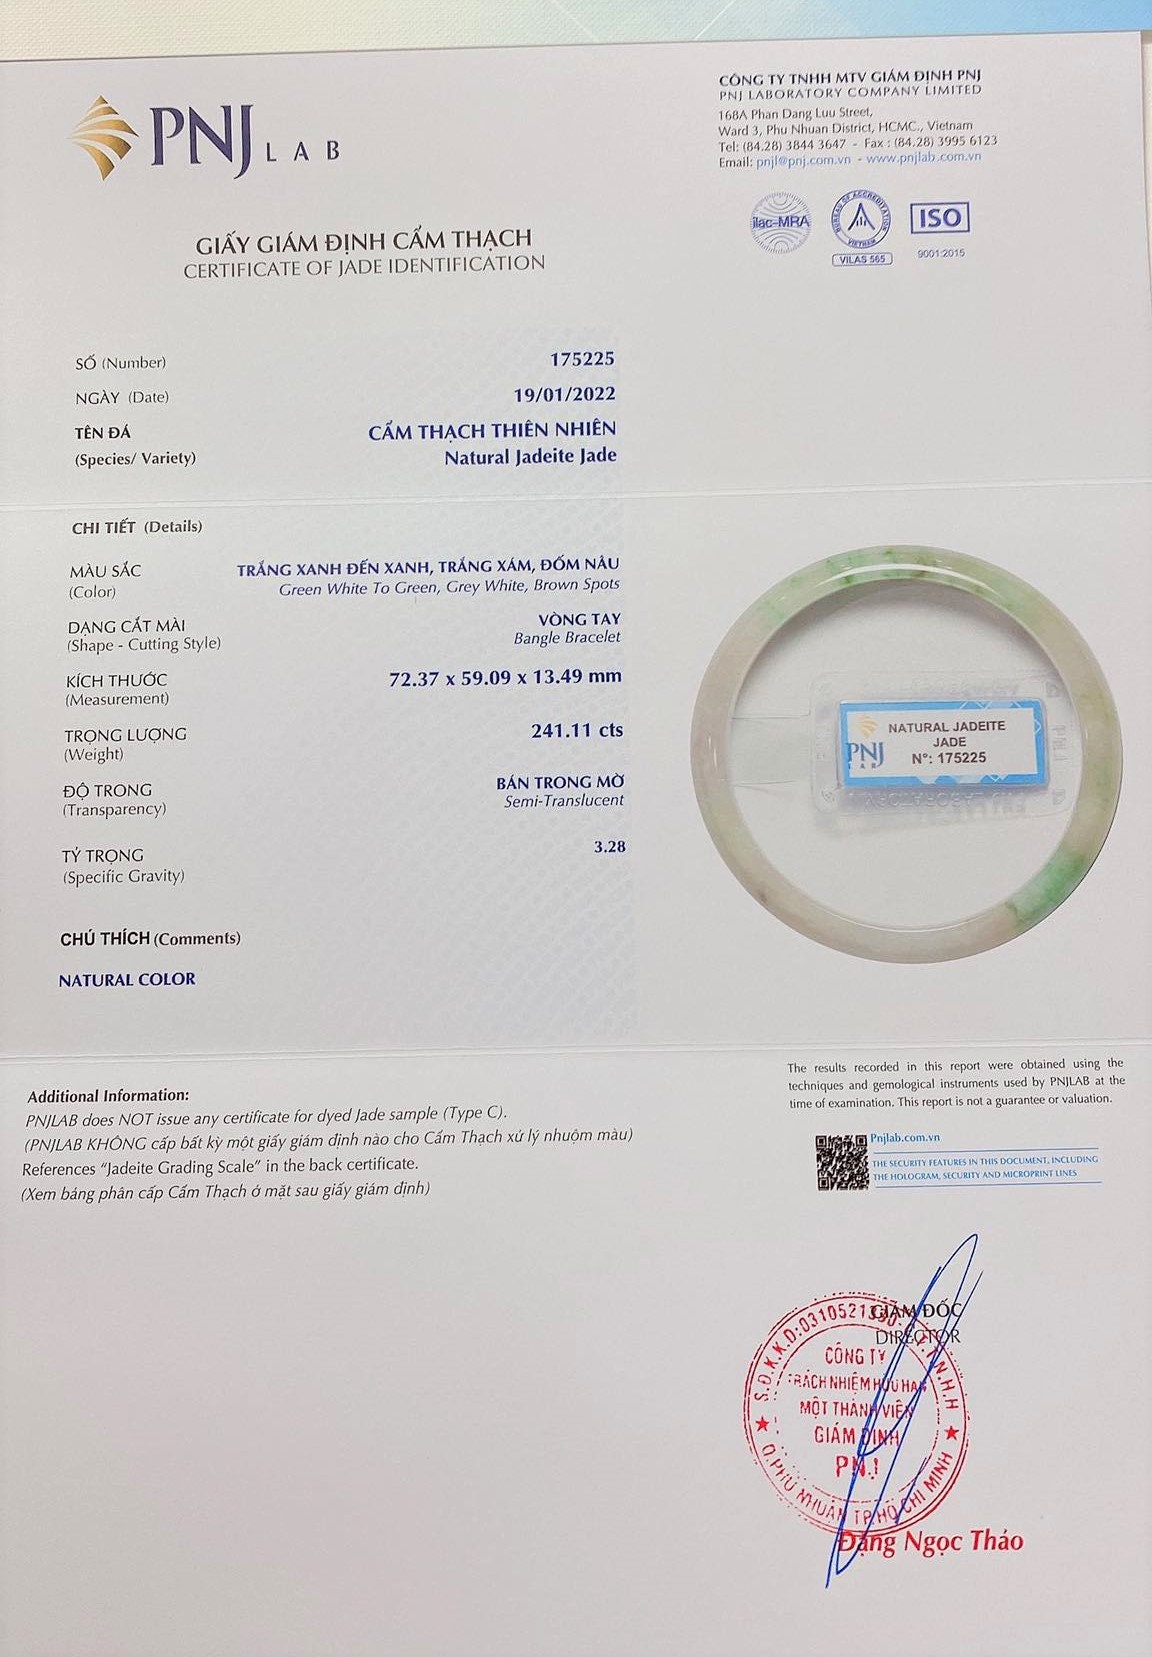 PNJ LAB
CÔNG TY TNHH MTV GIÁM ĐỊNH PNJ
PNJ LABORATORY COMPANY LIMITED
168A Phan Dang Luu Street,
Ward 3, Phu Nhuan District, HCMC., Vietnam
Tel: (84.28) 3844 3647 - Fax : (84.28) 3995 6123
Email: pnjl@pnj.com.vn - www.pnjlab.com.vn
ilac-MRA
BUREAU OF ACCREDITATION
VIETNAM
VILAS 565
ISO
9001:2015
GIẤY GIÁM ĐỊNH CẨM THẠCH
CERTIFICATE OF JADE IDENTIFICATION
SỐ (Number) 175225
NGÀY (Date) 19/01/2022
TÊN ĐÁ CẨM THẠCH THIÊN NHIÊN
(Species/ Variety) Natural Jadeite Jade
CHI TIẾT (Details)
MÀU SẮC TRẮNG XANH ĐẾN XANH, TRẮNG XÁM, ĐỐM NÂU
(Color) Green White To Green, Grey White, Brown Spots
DẠNG CẮT MÀI VÒNG TAY
(Shape - Cutting Style) Bangle Bracelet
KÍCH THƯỚC 72.37 x 59.09 x 13.49 mm
(Measurement)
TRỌNG LƯỢNG 241.11 cts
(Weight)
ĐỘ TRONG BÁN TRONG MỜ
(Transparency) Semi-Translucent
TỶ TRỌNG 3.28
(Specific Gravity)
CHÚ THÍCH (Comments)
NATURAL COLOR
PNJ LAB
NATURAL JADEITE
JADE
Nº: 175225
Additional Information:
PNJLAB does NOT issue any certificate for dyed Jade sample (Type C).
(PNJLAB KHÔNG cấp bất kỳ một giấy giám định nào cho Cẩm Thạch xử lý nhuộm màu)
References “Jadeite Grading Scale” in the back certificate.
(Xem bảng phân cấp Cẩm Thạch ở mặt sau giấy giám định)
The results recorded in this report were obtained using the
techniques and gemological instruments used by PNJLAB at the
time of examination. This report is not a guarantee or valuation.
Pnjlab.com.vn
THE SECURITY FEATURES IN THIS DOCUMENT, INCLUDING
THE HOLOGRAM, SECURITY AND MICROPRINT LINES
GIÁM ĐỐC
DIRECTOR
CÔNG TY
TRÁCH NHIỆM HỮU HẠN
MỘT THÀNH VIÊN
GIÁM ĐỊNH
PNJ
Q.PHÚ NHUẬN TP.HỒ CHÍ MINH
Đặng Ngọc Thảo